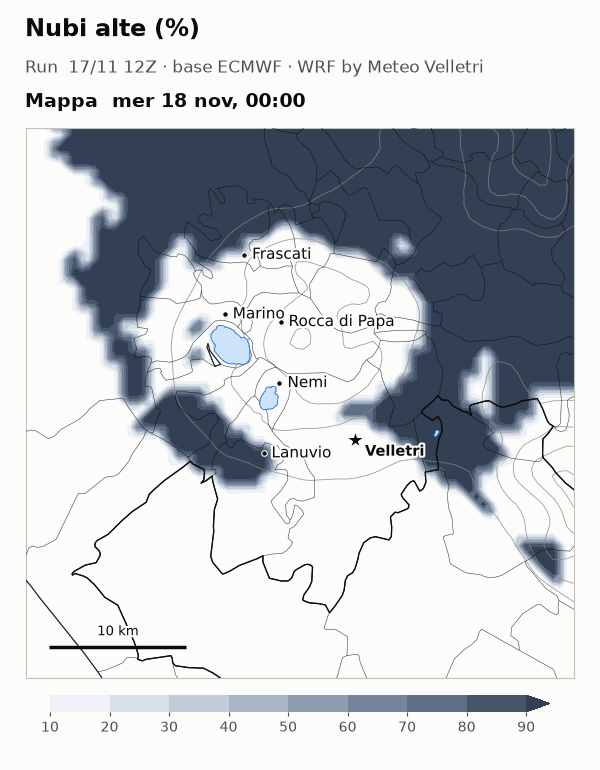 Nubi alte (%)
Run  17/11 12Z · base ECMWF · WRF by Meteo Velletri
Mappa  mer 18 nov, 00:00
Frascati
Marino
Rocca di Papa
Nemi
Velletri
Lanuvio
10 km
10 20 30 40 50 60 70 80 90